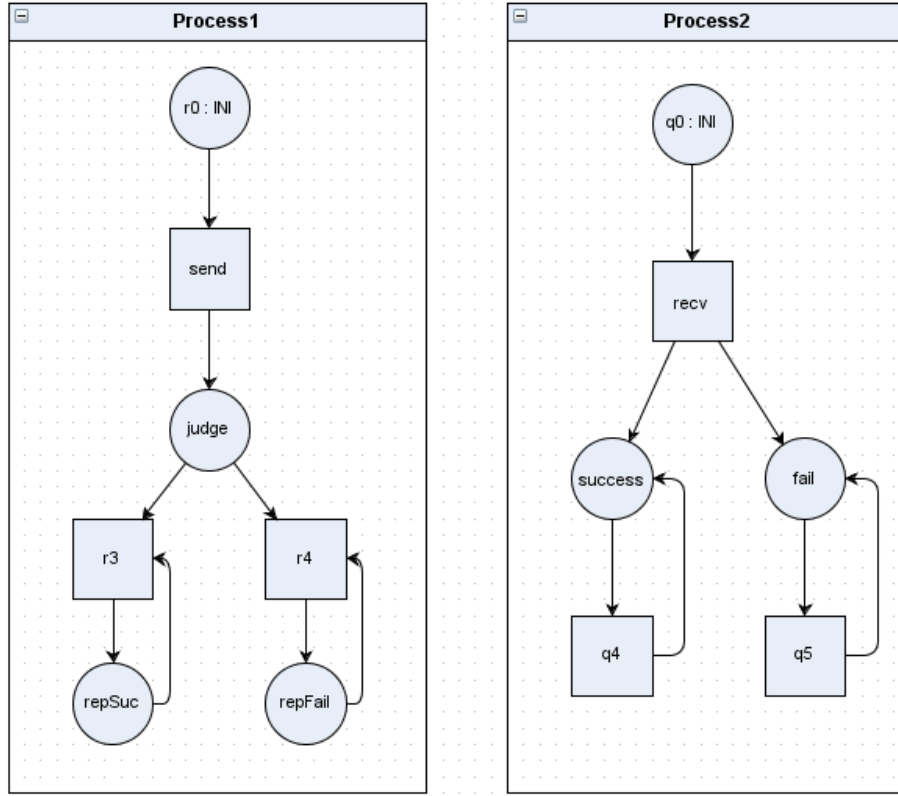 Process1
r0 : INI
send
judge
r3
r4
repSuc
repFail
Process2
q0 : INI
recv
success
fail
q4
q5